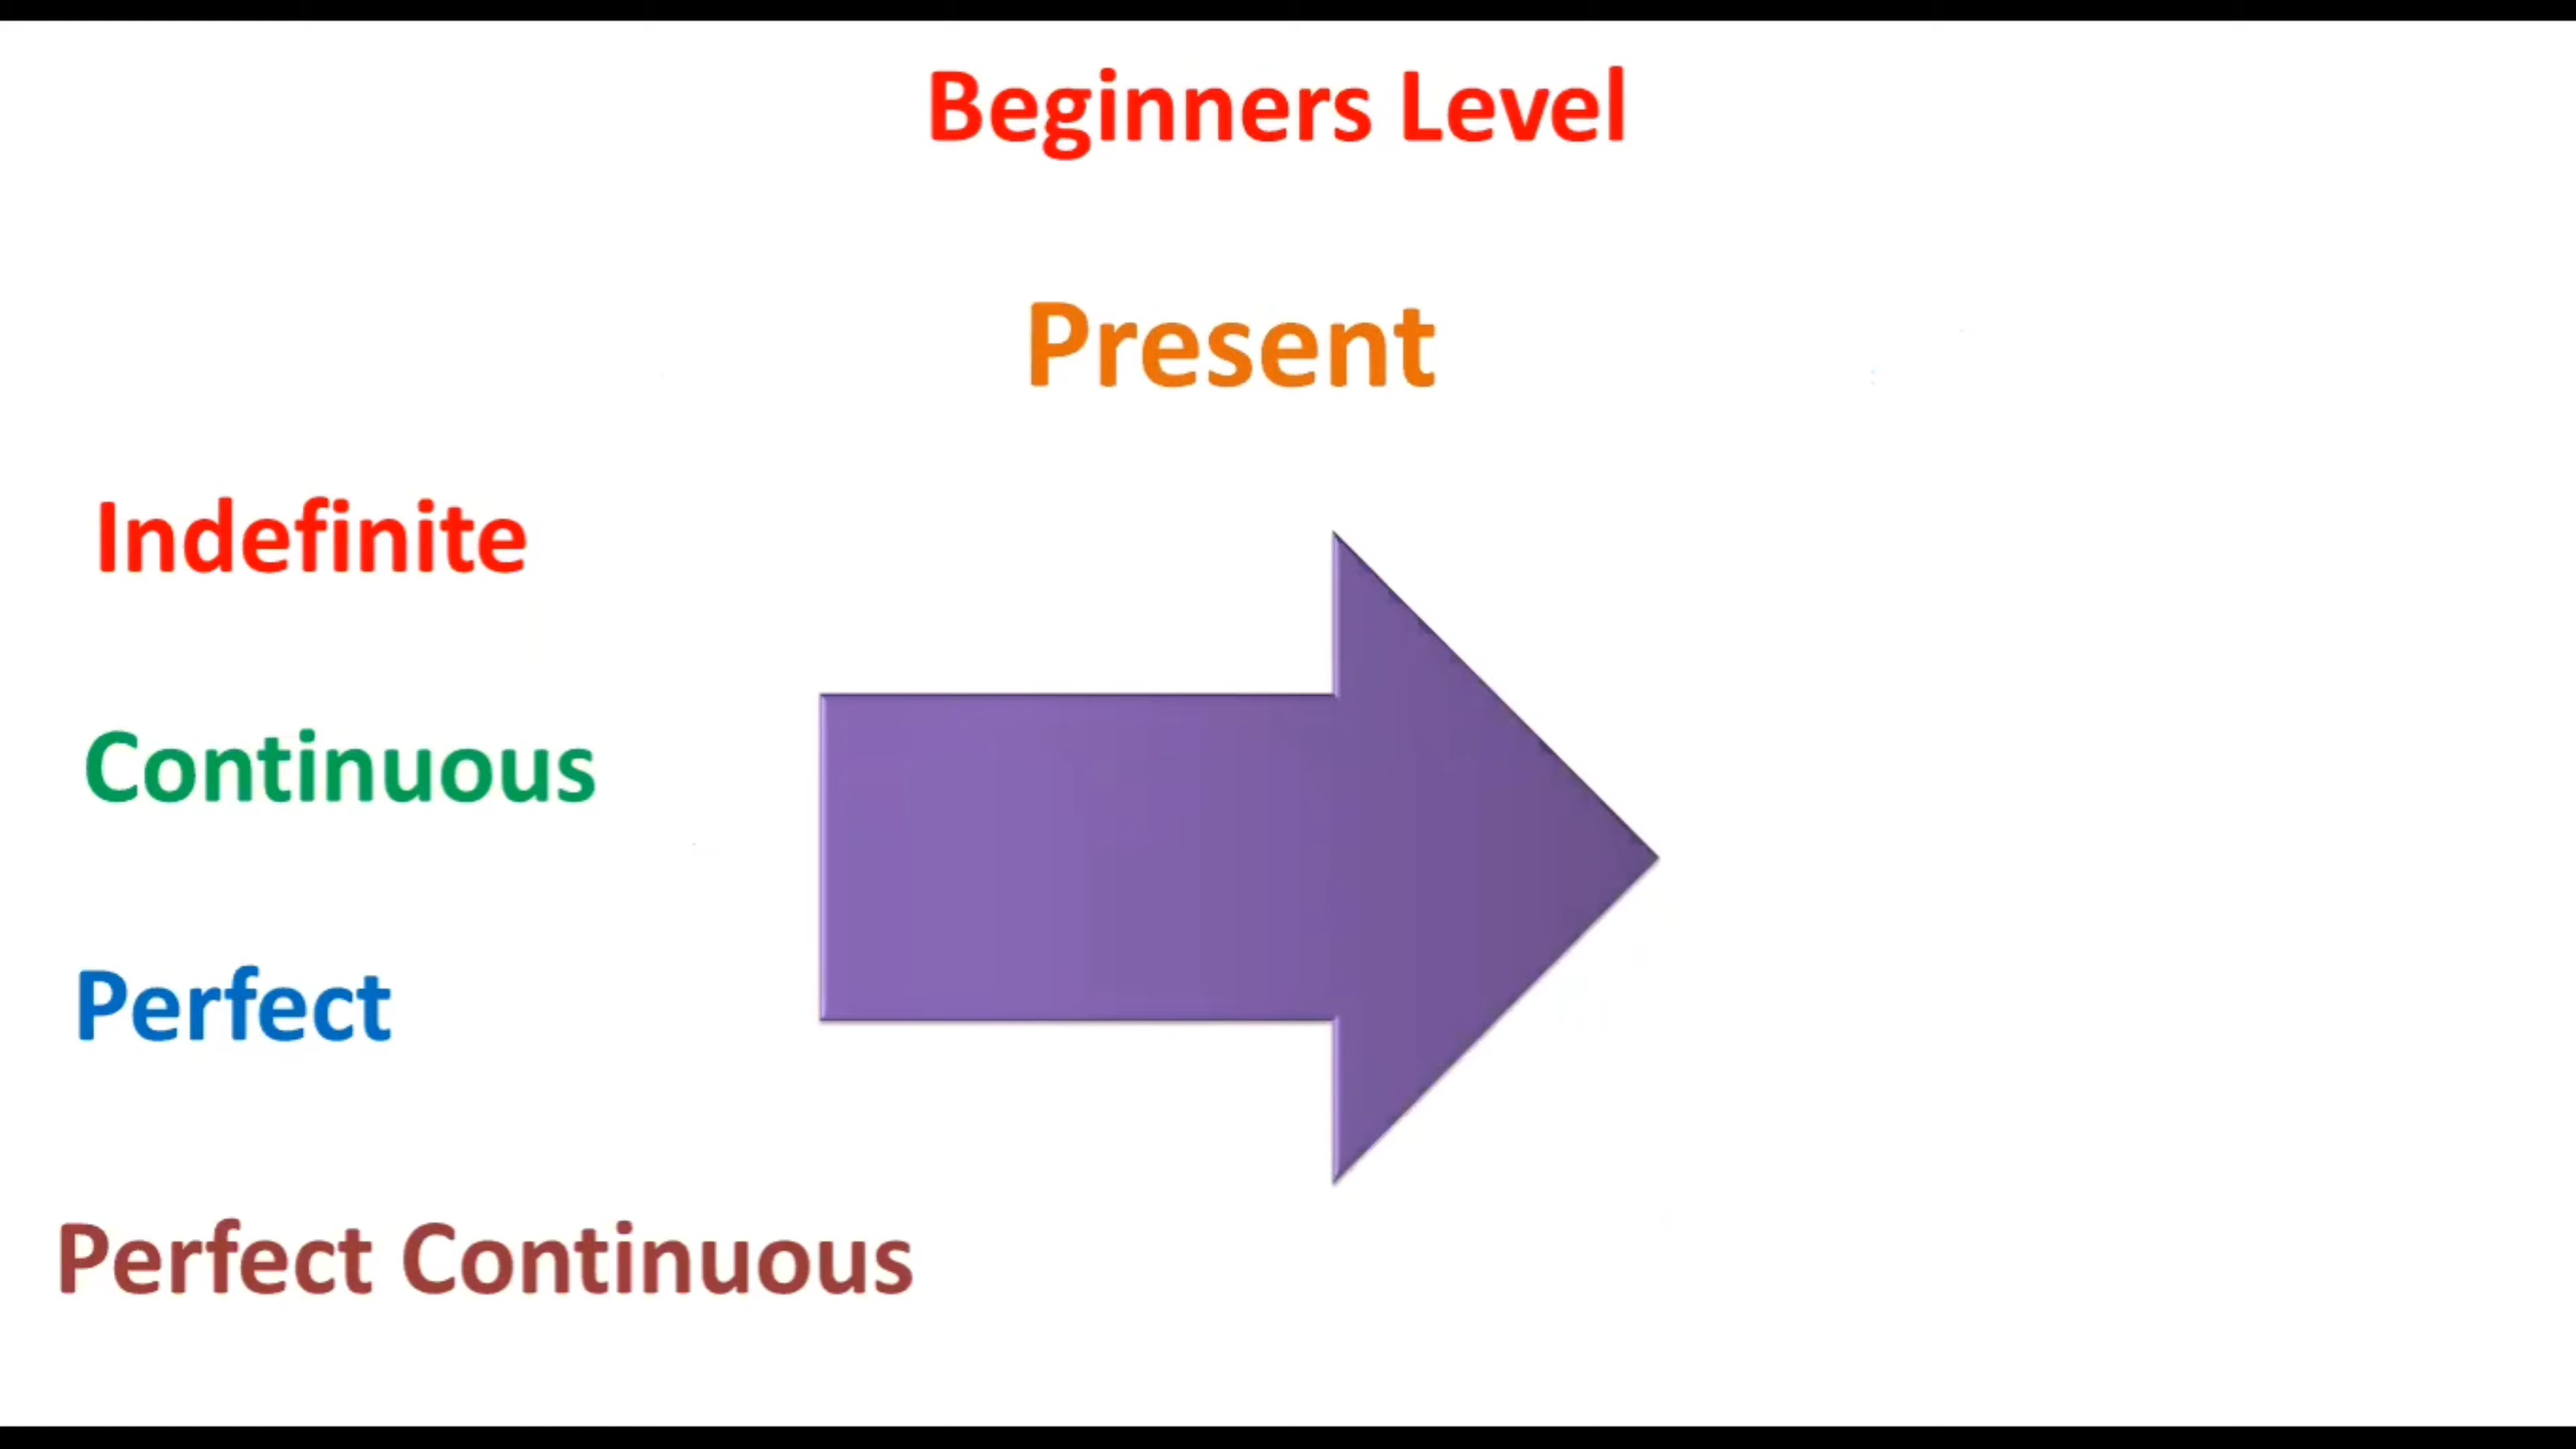 Beginners Level
Present
Indefinite
Continuous
Perfect
Perfect Continuous